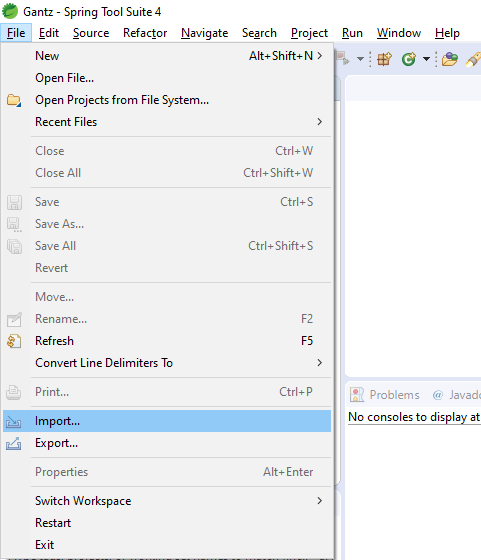 Gantz - Spring Tool Suite 4
File Edit Source Refactor Navigate Search Project Run Window Help
New Alt+Shift+N
Open File...
Open Projects from File System...
Recent Files
Close Ctrl+W
Close All Ctrl+Shift+W
Save Ctrl+S
Save As...
Save All Ctrl+Shift+S
Revert
Move...
Rename... F2
Refresh F5
Convert Line Delimiters To
Print... Ctrl+P
Import...
Export...
Properties Alt+Enter
Switch Workspace
Restart
Exit
Problems @ Javado
No consoles to display at